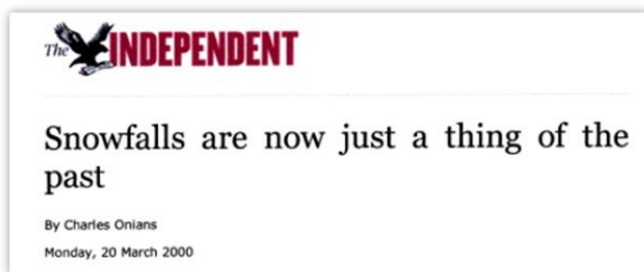 The INDEPENDENT
Snowfalls are now just a thing of the
past
By Charles Onians
Monday, 20 March 2000